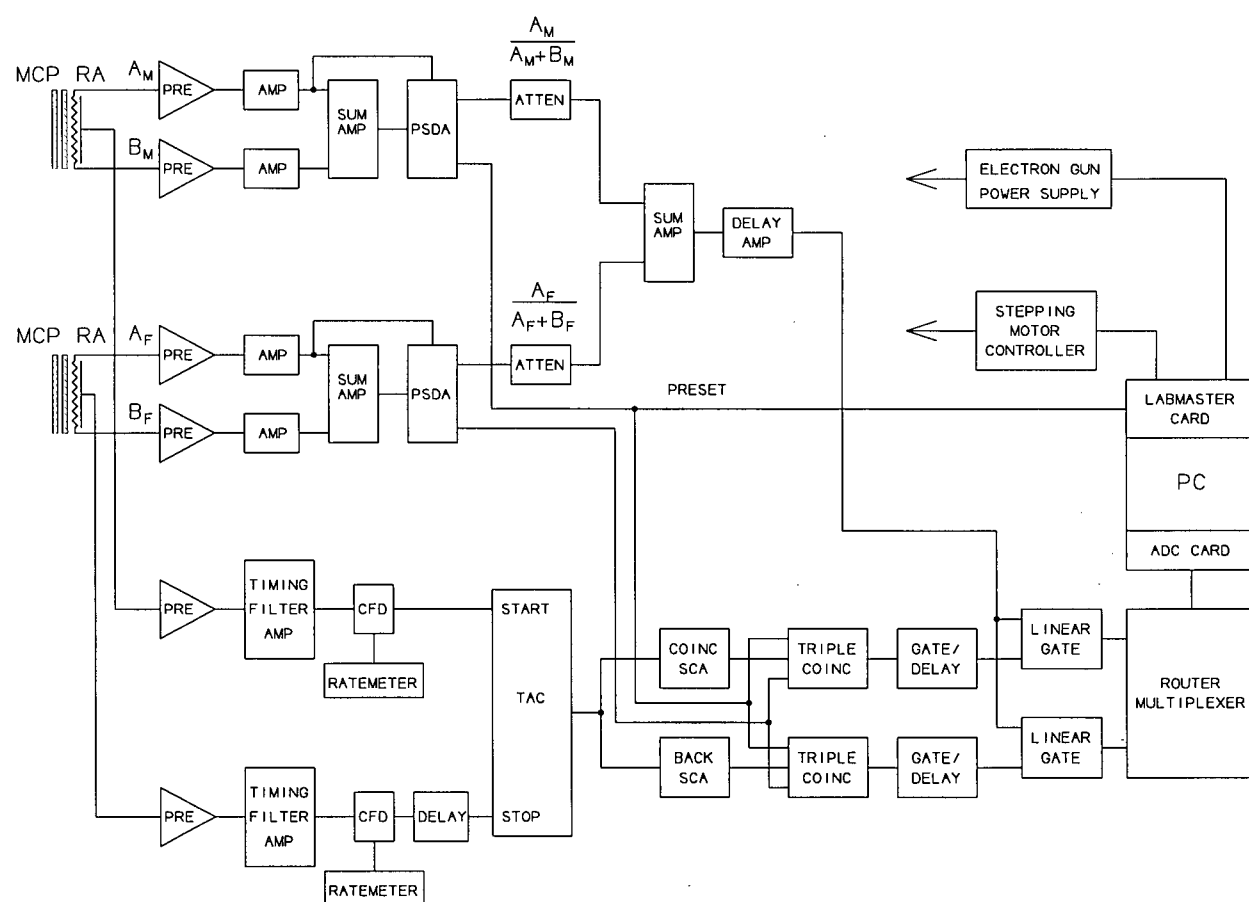 MCP RA
A_M
PRE
AMP
SUM
AMP
PSDA
A_M
A_M+B_M
ATTEN
B_M
PRE
AMP
ELECTRON GUN
POWER SUPPLY
SUM
AMP
DELAY
AMP
MCP RA
A_F
PRE
AMP
SUM
AMP
PSDA
A_F
A_F+B_F
ATTEN
STEPPING
MOTOR
CONTROLLER
B_F
PRE
AMP
PRESET
LABMASTER
CARD
PC
ADC CARD
PRE
TIMING
FILTER
AMP
CFD
RATEMETER
START
TAC
STOP
COINC
SCA
TRIPLE
COINC
GATE/
DELAY
LINEAR
GATE
ROUTER
MULTIPLEXER
BACK
SCA
TRIPLE
COINC
GATE/
DELAY
LINEAR
GATE
PRE
TIMING
FILTER
AMP
CFD
DELAY
RATEMETER